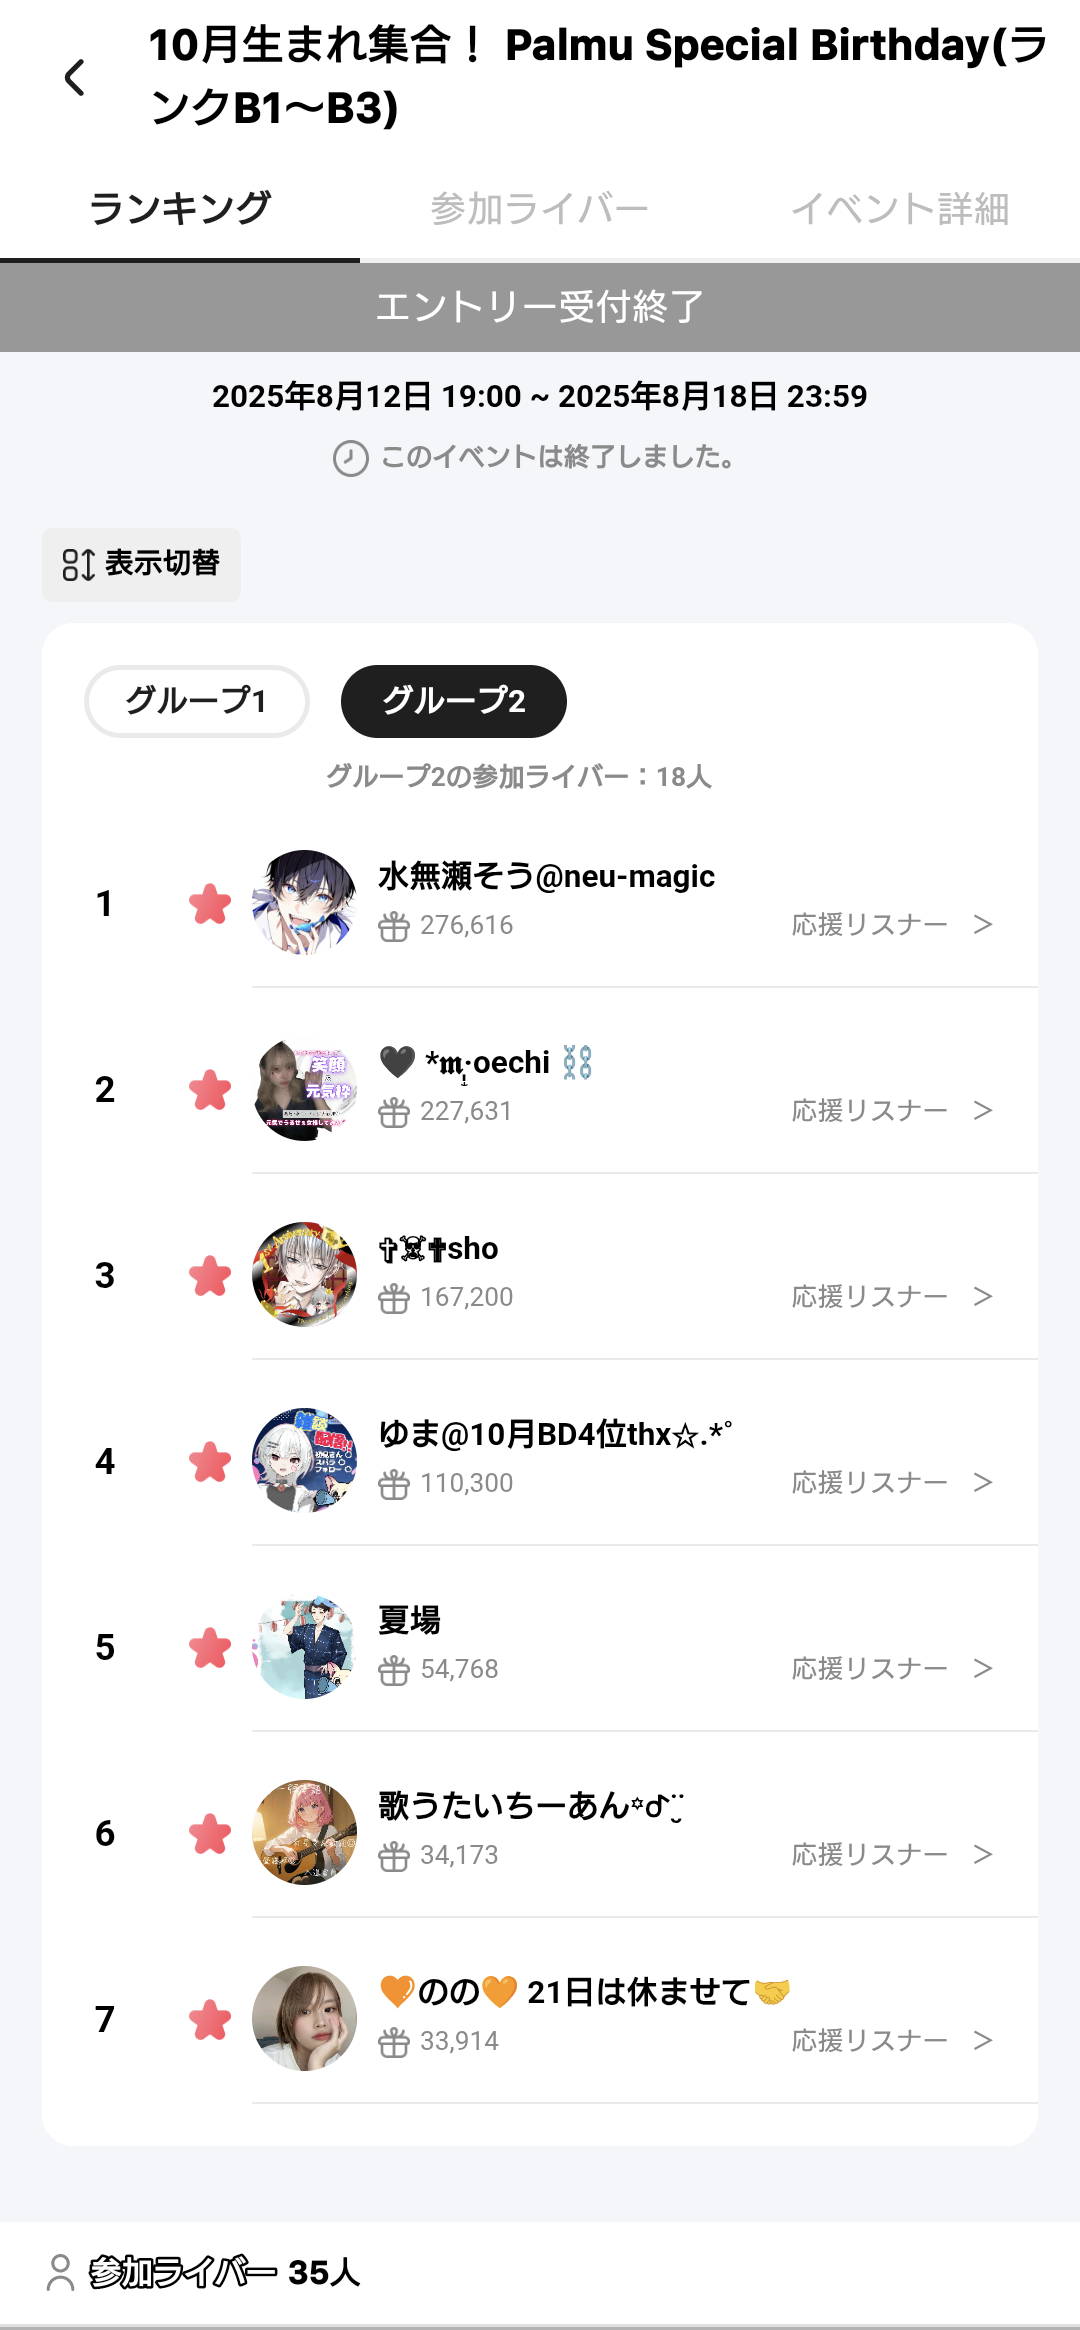 10月生まれ集合！ Palmu Special Birthday(ラ
ンクB1〜B3)
ランキング 参加ライバー イベント詳細
エントリー受付終了
2025年8月12日 19:00 ~ 2025年8月18日 23:59
このイベントは終了しました。
表示切替
グループ1 グループ2
グループ2の参加ライバー：18人
1
水無瀬そう@neu-magic
276,616 応援リスナー >
2
笑顔
元気枠
🖤 *𝖒·̩͙oechi ⛓️
227,631 応援リスナー >
3
✞☠✟sho
167,200 応援リスナー >
4
ゆま@10月BD4位thx☆.*ﾟ
110,300 応援リスナー >
5
夏場
54,768 応援リスナー >
6
歌うたいちーあん
34,173 応援リスナー >
7
🧡のの🧡 21日は休ませて🤝
33,914 応援リスナー >
参加ライバー 35人